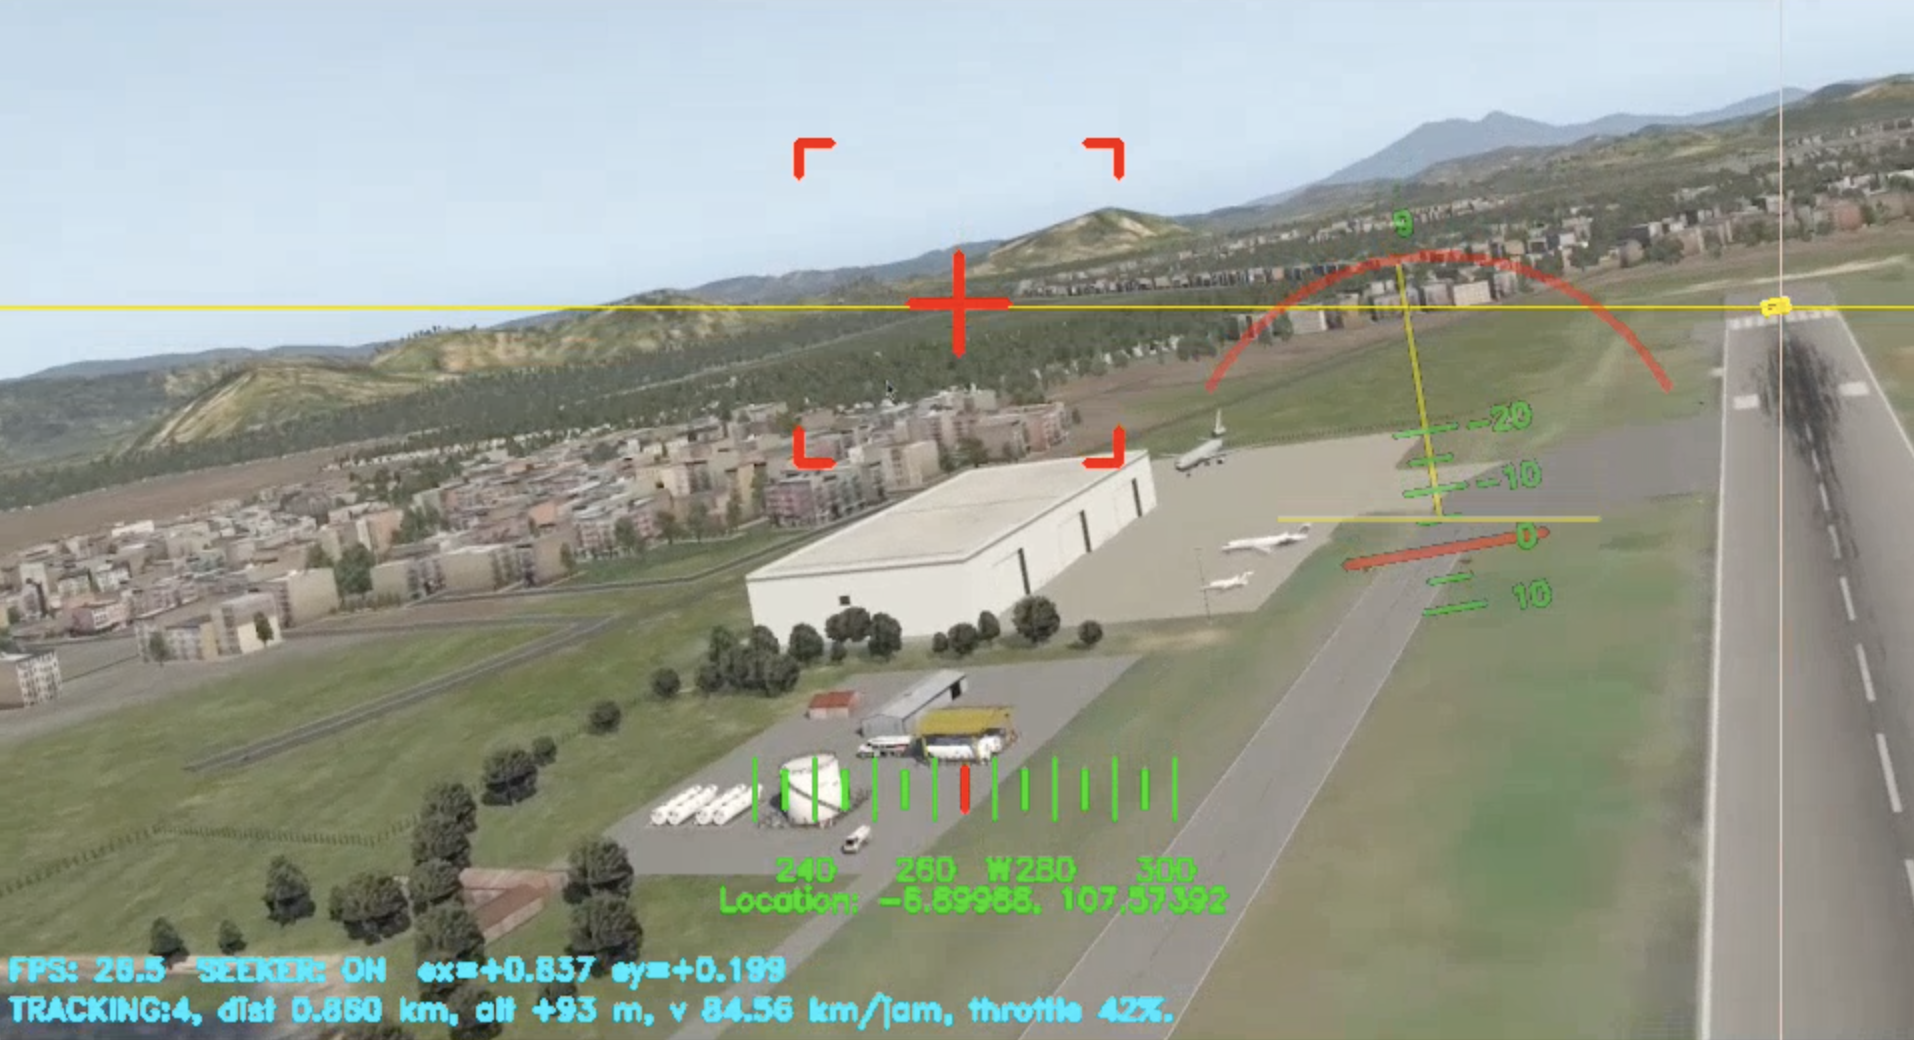 9
-20
-10
0
10
240 260 W280 300
Location: -6.89988, 107.57392
FPS: 26.5 SEEKER: ON ex=+0.837 ey=+0.199
TRACKING:4, dist 0.860 km, alt +93 m, v 84.56 km/jam, throttle 42%.